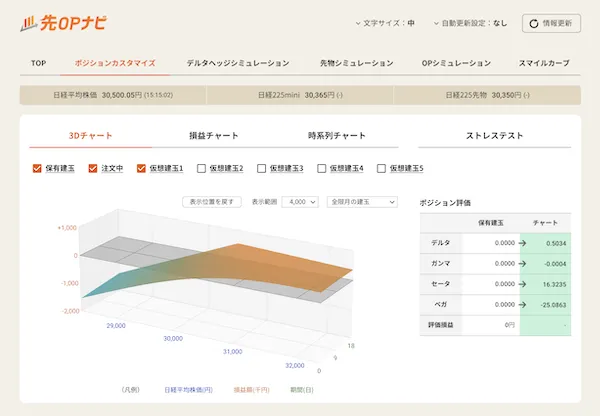 先OPナビ
文字サイズ：中
自動更新設定：なし
情報更新
TOP
ポジションカスタマイズ
デルタヘッジシミュレーション
先物シミュレーション
OPシミュレーション
スマイルカーブ
日経平均株価 30,500.05円 (15:15:02)
日経225mini 30,365円 (-)
日経225先物 30,350円 (-)
3Dチャート
損益チャート
時系列チャート
ストレステスト
保有建玉
注文中
仮想建玉1
仮想建玉2
仮想建玉3
仮想建玉4
仮想建玉5
表示位置を戻す
表示範囲
4,000
全限月の建玉
ポジション評価
保有建玉 チャート
デルタ 0.0000 → 0.5034
ガンマ 0.0000 → -0.0004
セータ 0.0000 → 16.3235
ベガ 0.0000 → -25.0863
評価損益 0円 -
+1,000
0
-1,000
-2,000
29,000
30,000
31,000
32,000
0
9
18
（凡例）
日経平均株価(円)
損益額(千円)
期間(日)